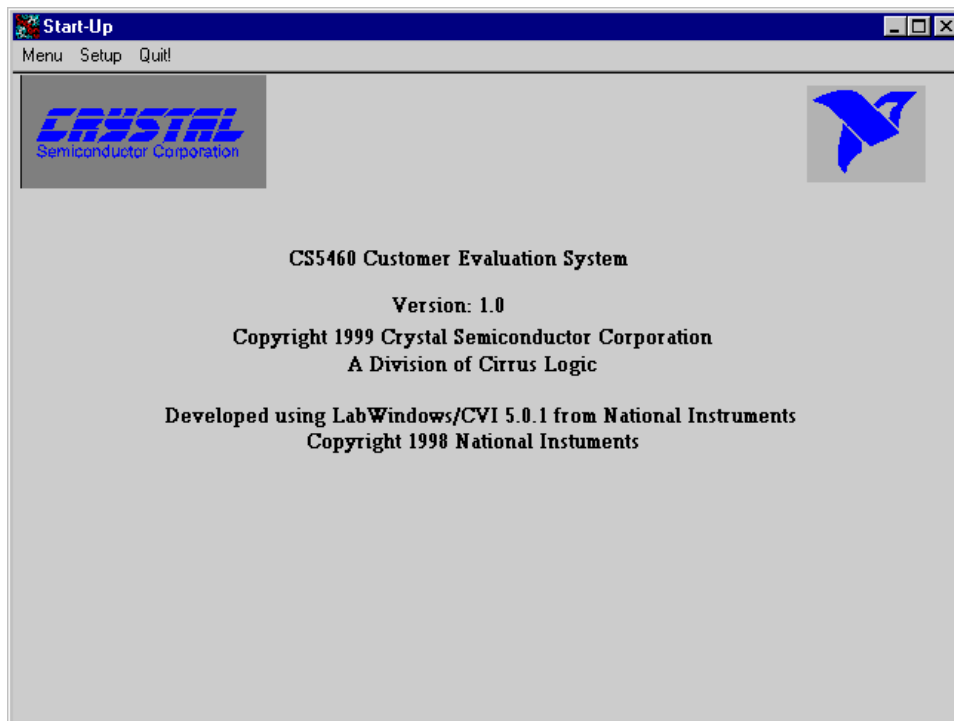 Start-Up
Menu Setup Quit!
CRYSTAL
Semiconductor Corporation
CS5460 Customer Evaluation System
Version: 1.0
Copyright 1999 Crystal Semiconductor Corporation
A Division of Cirrus Logic
Developed using LabWindows/CVI 5.0.1 from National Instruments
Copyright 1998 National Instuments